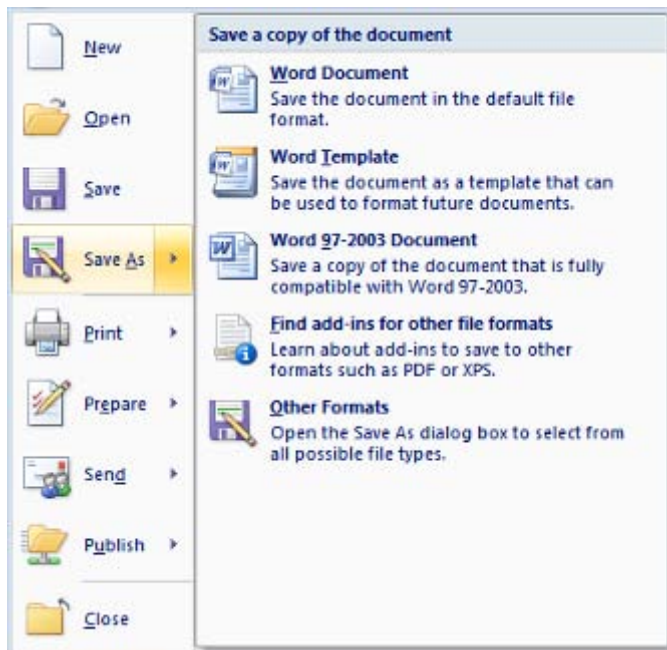 New
Open
Save
Save As
Print
Prepare
Send
Publish
Close
Save a copy of the document
Word Document
Save the document in the default file
format.
Word Template
Save the document as a template that can
be used to format future documents.
Word 97-2003 Document
Save a copy of the document that is fully
compatible with Word 97-2003.
Find add-ins for other file formats
Learn about add-ins to save to other
formats such as PDF or XPS.
Other Formats
Open the Save As dialog box to select from
all possible file types.